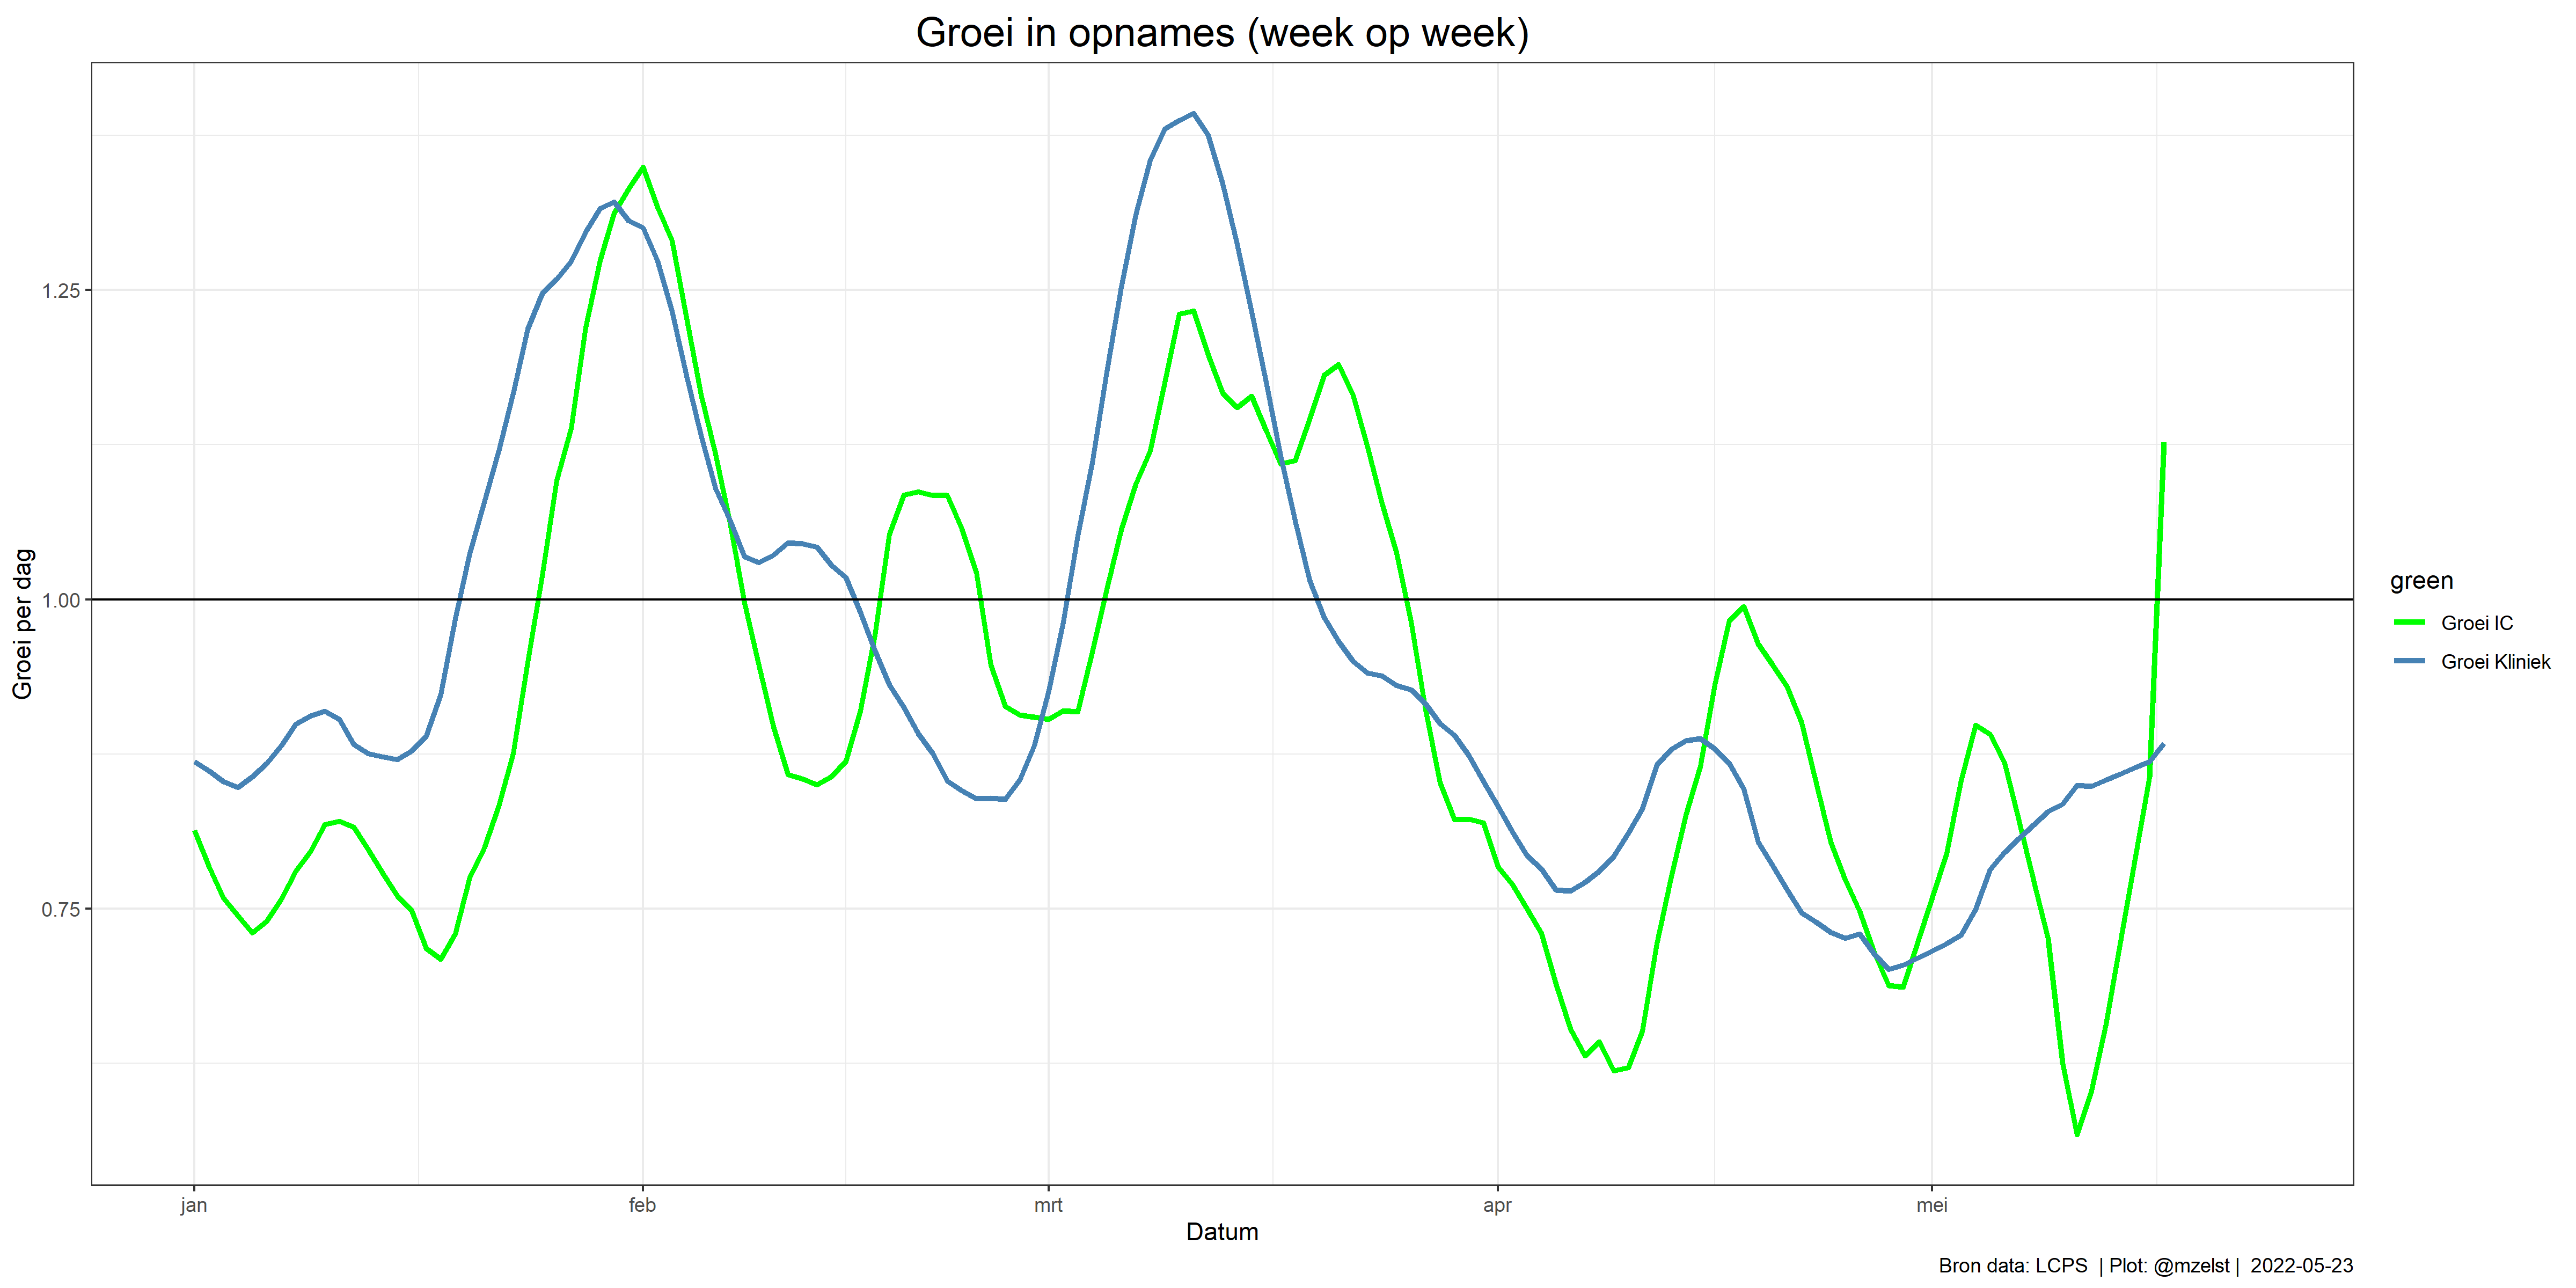 Groei in opnames (week op week)
Groei per dag
1.25
1.00
0.75
jan feb mrt apr mei
Datum
green
Groei IC
Groei Kliniek
Bron data: LCPS | Plot: @mzelst | 2022-05-23